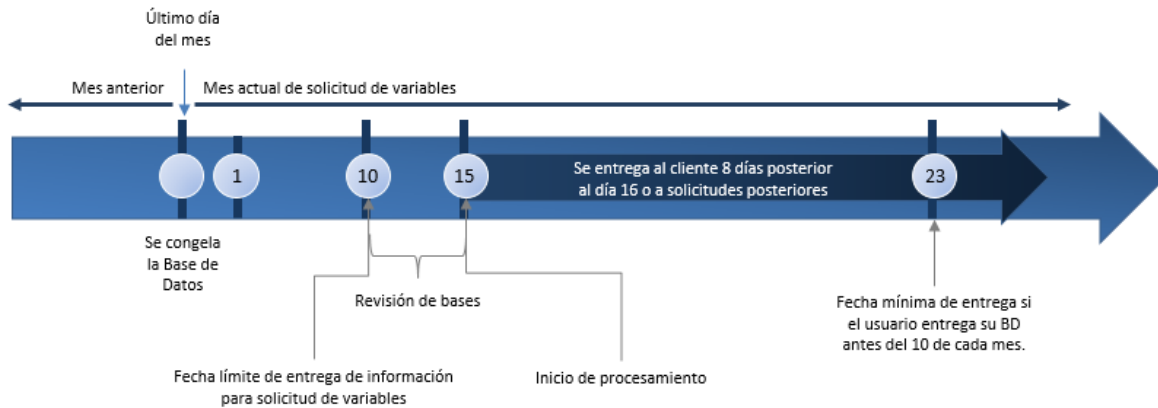 Último día
del mes
Mes anterior
Mes actual de solicitud de variables
1
10
15
Se entrega al cliente 8 días posterior
al día 16 o a solicitudes posteriores
23
Se congela
la Base de
Datos
Revisión de bases
Fecha mínima de entrega si
el usuario entrega su BD
antes del 10 de cada mes.
Fecha límite de entrega de información
para solicitud de variables
Inicio de procesamiento